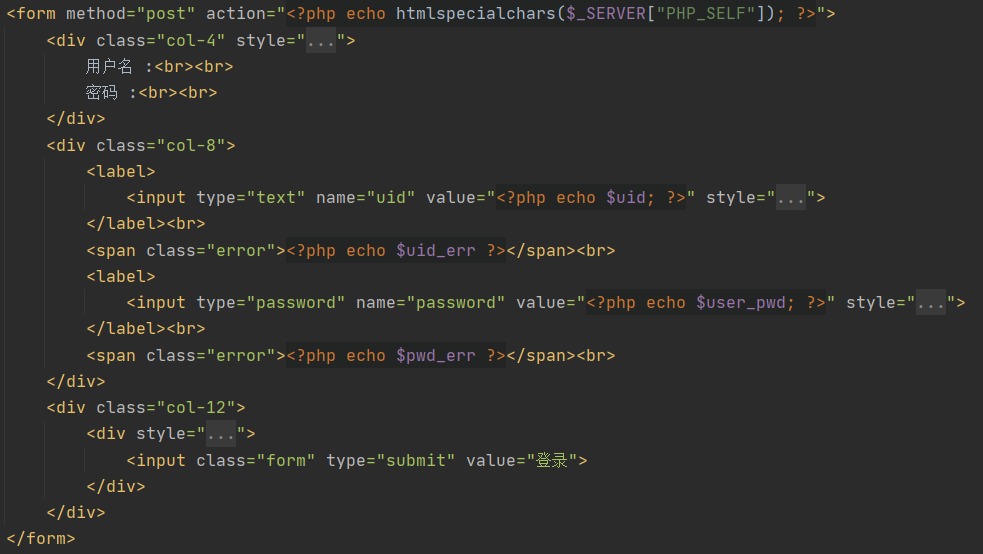 <form method="post" action="<?php echo htmlspecialchars($_SERVER["PHP_SELF"]); ?>">
    <div class="col-4" style="...">
        用户名 :<br><br>
        密码 :<br><br>
    </div>
    <div class="col-8">
        <label>
            <input type="text" name="uid" value="<?php echo $uid; ?>" style="...">
        </label><br>
        <span class="error"><?php echo $uid_err ?></span><br>
        <label>
            <input type="password" name="password" value="<?php echo $user_pwd; ?>" style="...">
        </label><br>
        <span class="error"><?php echo $pwd_err ?></span><br>
    </div>
    <div class="col-12">
        <div style="...">
            <input class="form" type="submit" value="登录">
        </div>
    </div>
</form>